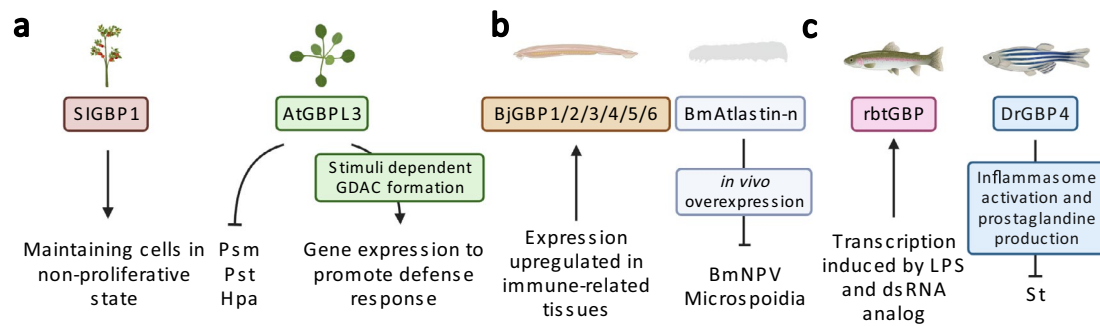 a
SlGBP1
Maintaining cells in
non-proliferative
state
AtGBPL3
Stimuli dependent
GDAC formation
Psm
Pst
Hpa
Gene expression to
promote defense
response
b
BjGBP1/2/3/4/5/6
Expression
upregulated in
immune-related
tissues
BmAtlastin-n
in vivo
overexpression
BmNPV
Microspoidia
c
rbtGBP
Transcription
induced by LPS
and dsRNA
analog
DrGBP4
Inflammasome
activation and
prostaglandine
production
St